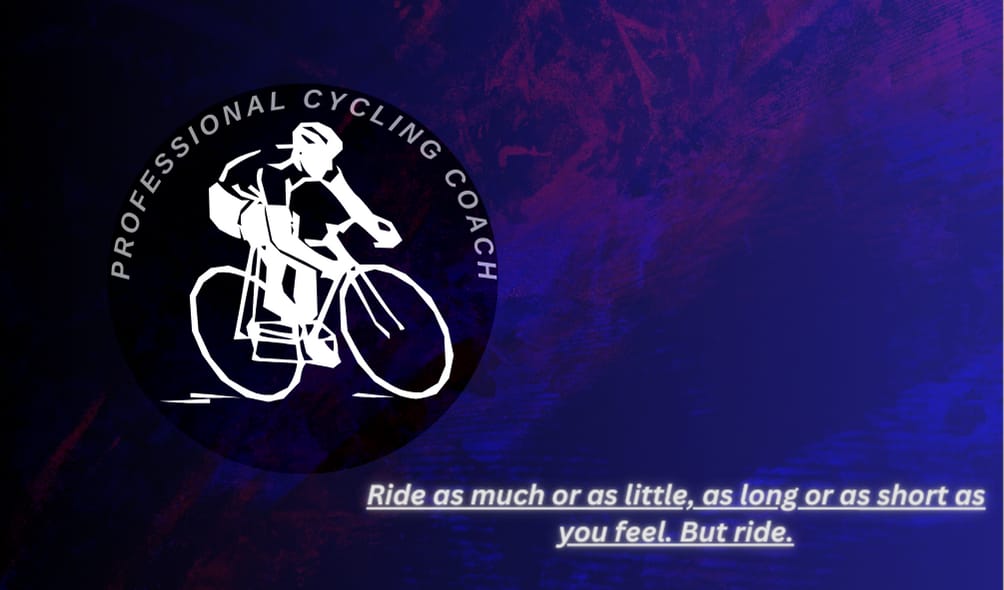 PROFESSIONAL CYCLING COACH
Ride as much or as little, as long or as short as
you feel. But ride.